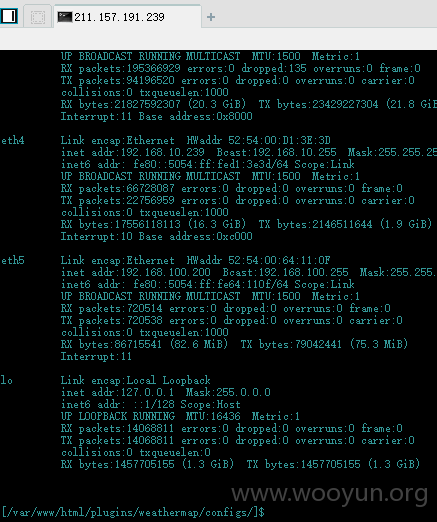 211.157.191.239
UP BROADCAST RUNNING MULTICAST MTU:1500 Metric:1
RX packets:195366929 errors:0 dropped:135 overruns:0 frame:0
TX packets:94196520 errors:0 dropped:0 overruns:0 carrier:0
collisions:0 txqueuelen:1000
RX bytes:21827592307 (20.3 GiB) TX bytes:23429227304 (21.8 GiB
Interrupt:11 Base address:0x8000
eth4 Link encap:Ethernet HWaddr 52:54:00:D1:3E:3D
inet addr:192.168.10.239 Bcast:192.168.10.255 Mask:255.255.25
inet6 addr: fe80::5054:ff:fed1:3e3d/64 Scope:Link
UP BROADCAST RUNNING MULTICAST MTU:1500 Metric:1
RX packets:66728087 errors:0 dropped:0 overruns:0 frame:0
TX packets:22756959 errors:0 dropped:0 overruns:0 carrier:0
collisions:0 txqueuelen:1000
RX bytes:17556118113 (16.3 GiB) TX bytes:2146511644 (1.9 GiB)
Interrupt:10 Base address:0xc000
eth5 Link encap:Ethernet HWaddr 52:54:00:64:11:0F
inet addr:192.168.100.200 Bcast:192.168.100.255 Mask:255.255.
inet6 addr: fe80::5054:ff:fe64:110f/64 Scope:Link
UP BROADCAST RUNNING MULTICAST MTU:1500 Metric:1
RX packets:720514 errors:0 dropped:0 overruns:0 frame:0
TX packets:720538 errors:0 dropped:0 overruns:0 carrier:0
collisions:0 txqueuelen:1000
RX bytes:86715541 (82.6 MiB) TX bytes:79042441 (75.3 MiB)
Interrupt:11
lo Link encap:Local Loopback
inet addr:127.0.0.1 Mask:255.0.0.0
inet6 addr: ::1/128 Scope:Host
UP LOOPBACK RUNNING MTU:16436 Metric:1
RX packets:14068811 errors:0 dropped:0 overruns:0 frame:0
TX packets:14068811 errors:0 dropped:0 overruns:0 carrier:0
collisions:0 txqueuelen:0
RX bytes:1457705155 (1.3 GiB) TX bytes:1457705155 (1.3 GiB)
www.wooyun.org
[/var/www/html/plugins/weathermap/configs/]$